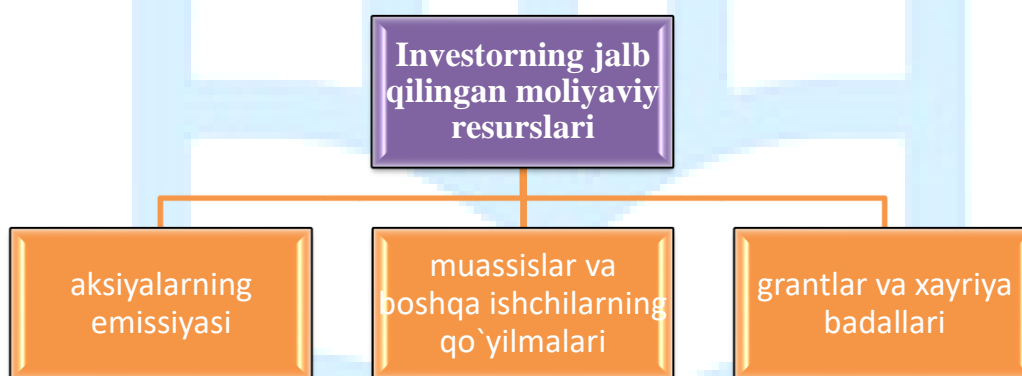 Investorning jalb
qilingan moliyaviy
resurslari
aksiyalarning
emissiyasi
muassislar va
boshqa ishchilarning
qo`yilmalari
grantlar va xayriya
badallari